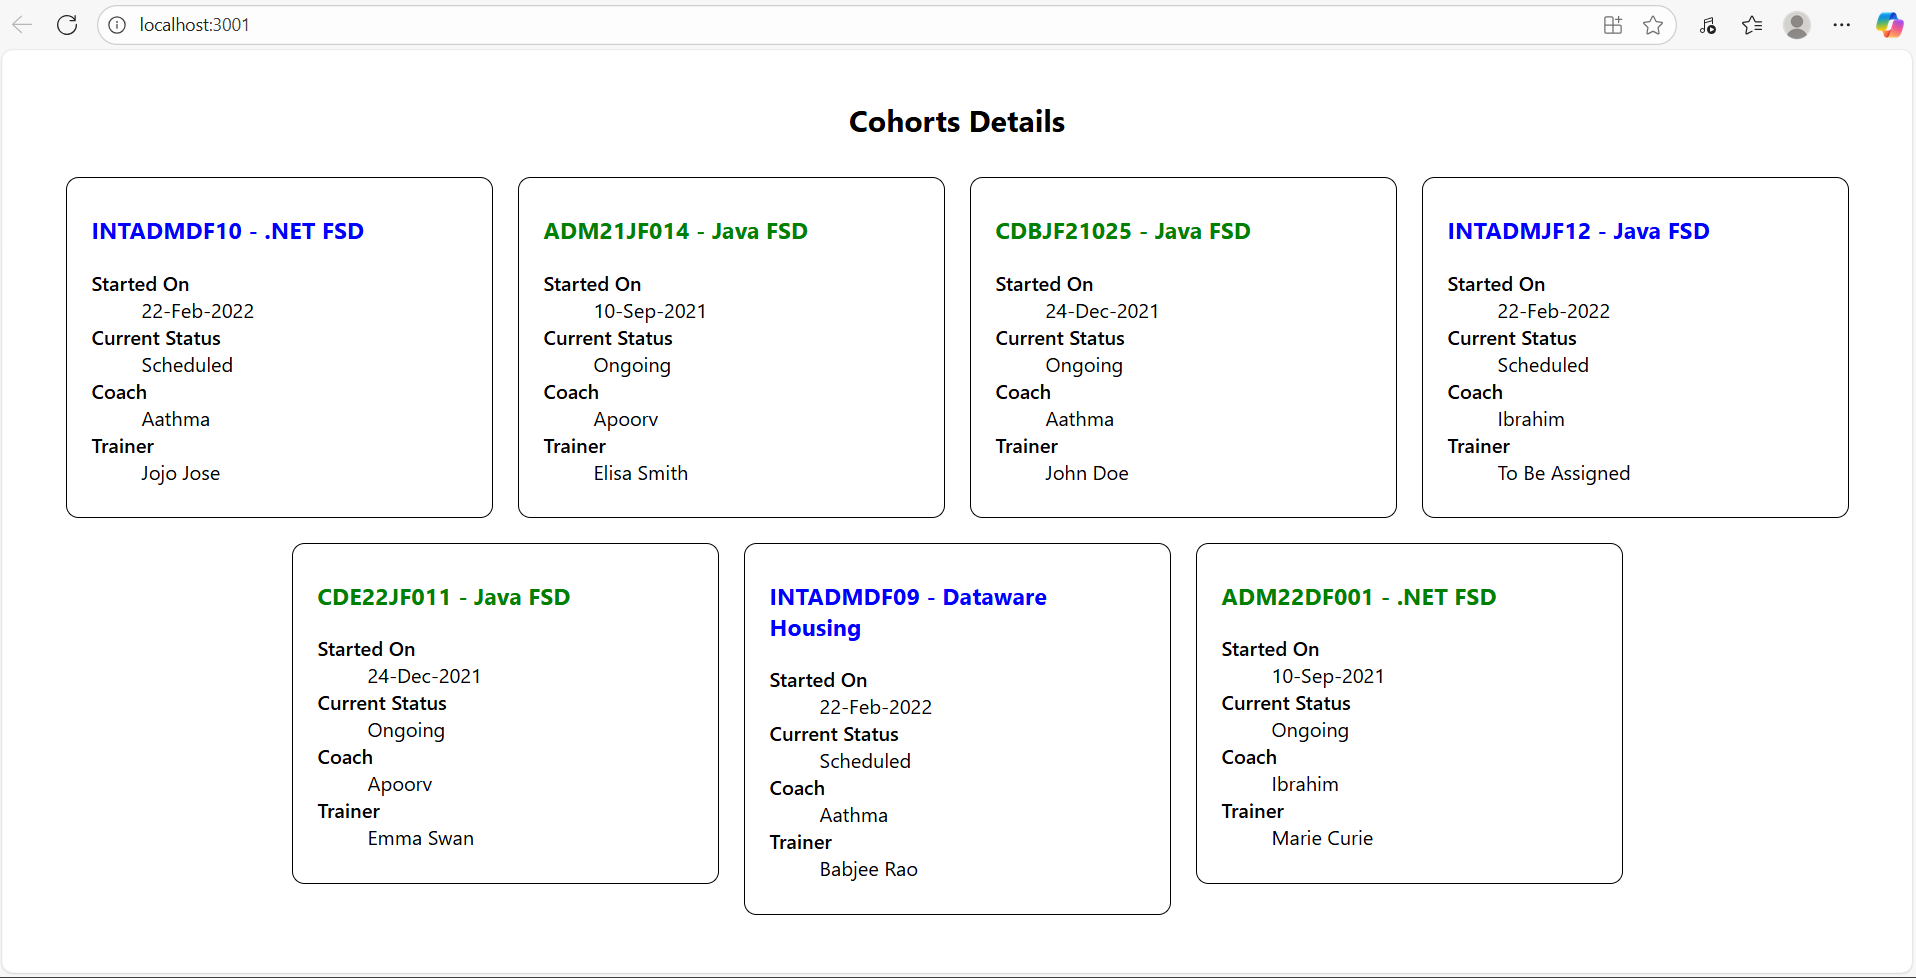 localhost:3001
Cohorts Details
INTADMDF10 - .NET FSD
Started On
22-Feb-2022
Current Status
Scheduled
Coach
Aathma
Trainer
Jojo Jose
ADM21JF014 - Java FSD
Started On
10-Sep-2021
Current Status
Ongoing
Coach
Apoorv
Trainer
Elisa Smith
CDBJF21025 - Java FSD
Started On
24-Dec-2021
Current Status
Ongoing
Coach
Aathma
Trainer
John Doe
INTADMJF12 - Java FSD
Started On
22-Feb-2022
Current Status
Scheduled
Coach
Ibrahim
Trainer
To Be Assigned
CDE22JF011 - Java FSD
Started On
24-Dec-2021
Current Status
Ongoing
Coach
Apoorv
Trainer
Emma Swan
INTADMDF09 - Dataware
Housing
Started On
22-Feb-2022
Current Status
Scheduled
Coach
Aathma
Trainer
Babjee Rao
ADM22DF001 - .NET FSD
Started On
10-Sep-2021
Current Status
Ongoing
Coach
Ibrahim
Trainer
Marie Curie